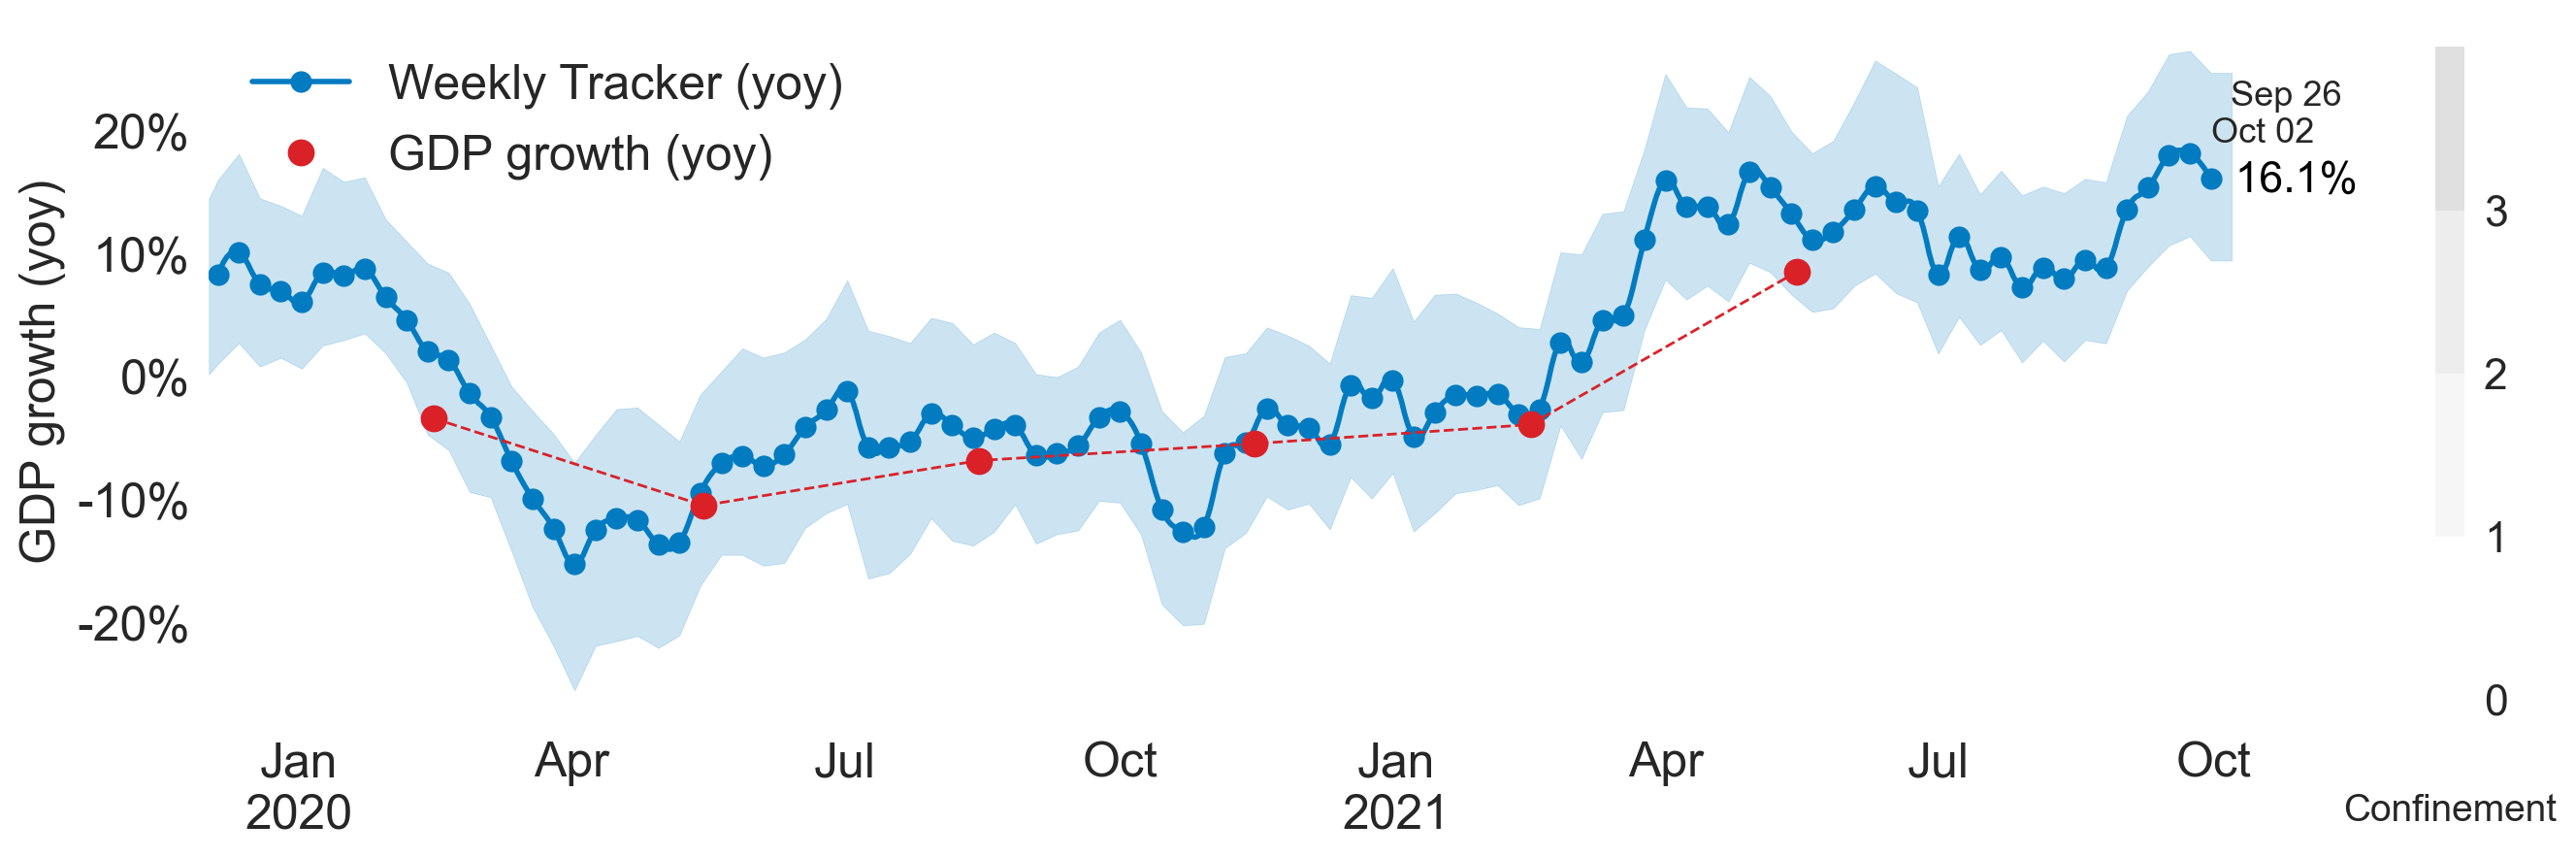 Weekly Tracker (yoy)
GDP growth (yoy)
GDP growth (yoy)
20%
10%
0%
-10%
-20%
Sep 26
Oct 02
16.1%
3
2
1
0
Jan
2020
Apr
Jul
Oct
Jan
2021
Apr
Jul
Oct
Confinement